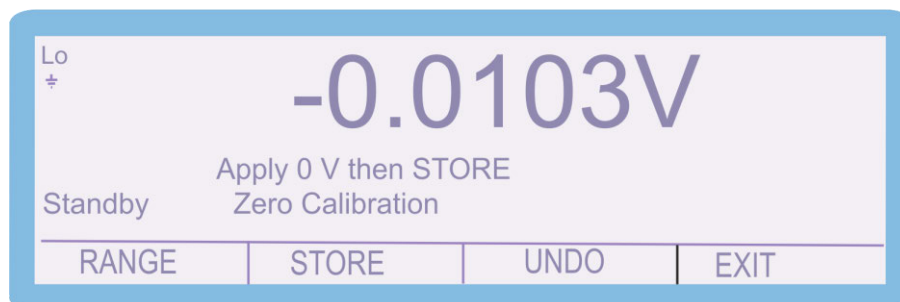 Lo
-0.0103V
Apply 0 V then STORE
Standby Zero Calibration
RANGE STORE UNDO EXIT